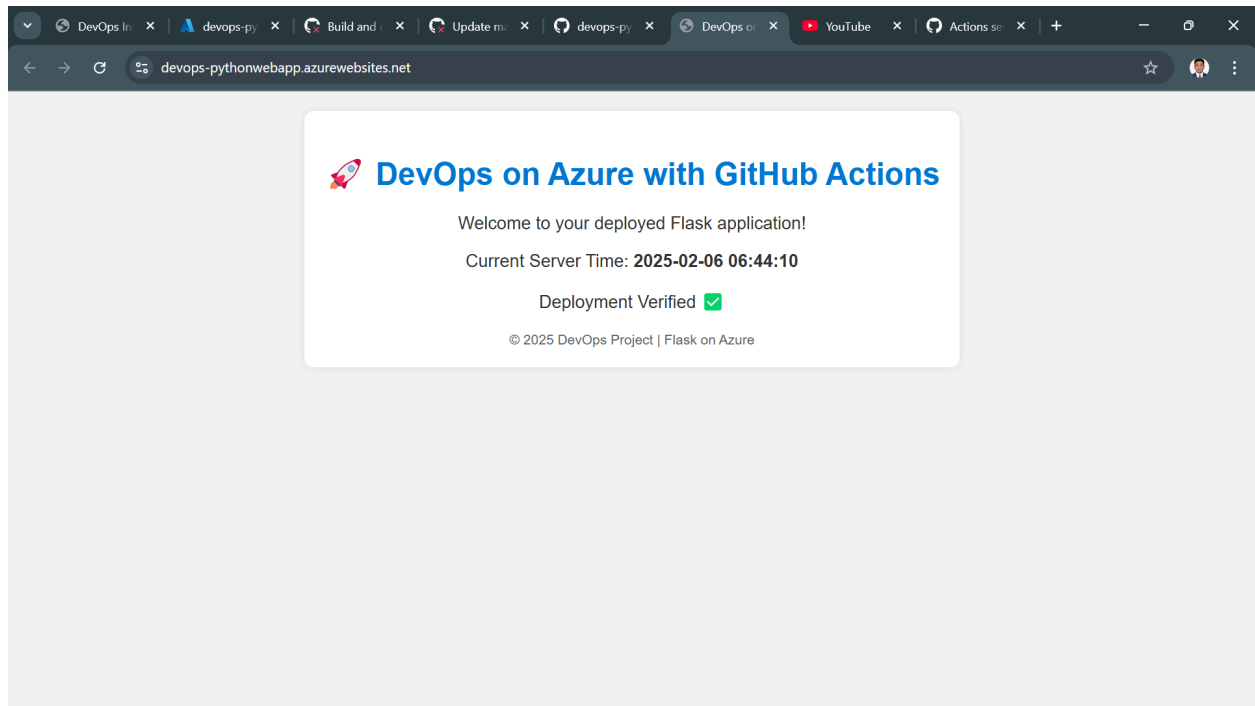 DevOps In
devops-py
Build and
Update ma
devops-py
DevOps or
YouTube
Actions se
devops-pythonwebapp.azurewebsites.net
🚀 DevOps on Azure with GitHub Actions
Welcome to your deployed Flask application!
Current Server Time: 2025-02-06 06:44:10
Deployment Verified ✅
© 2025 DevOps Project | Flask on Azure